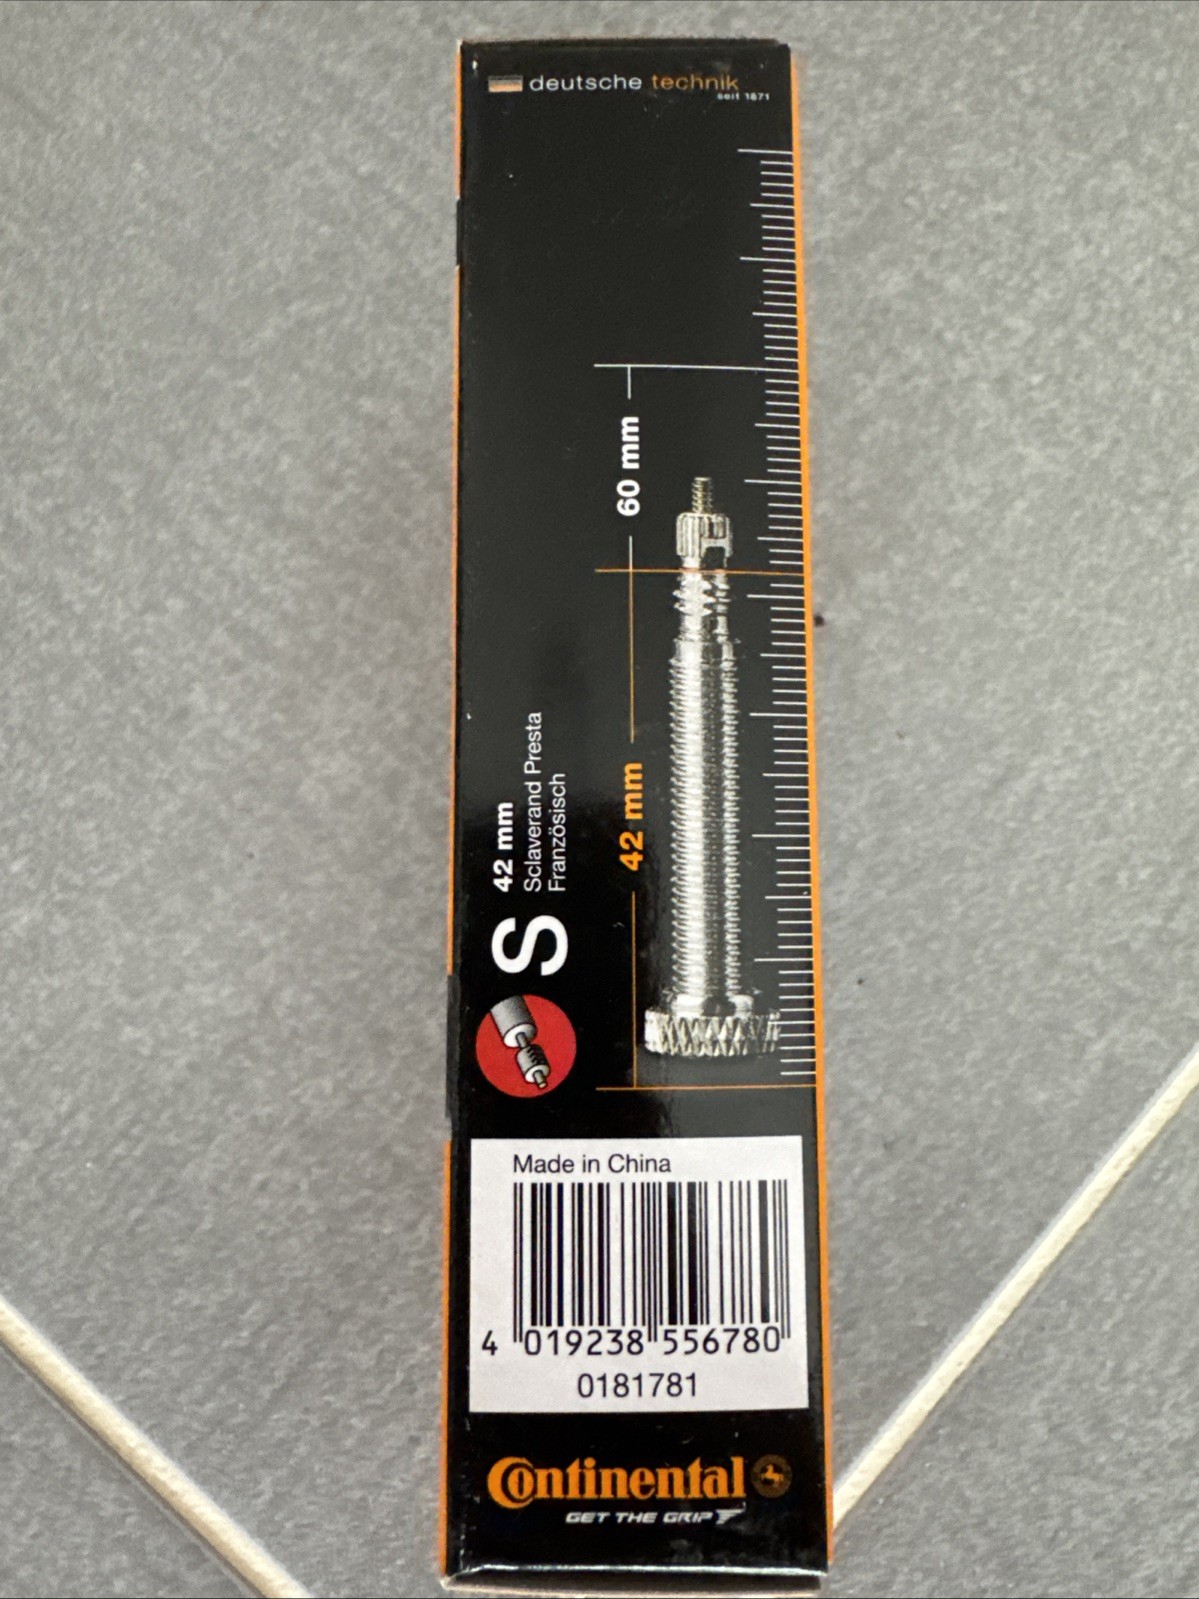 deutsche technik
seit 1871
60 mm
42 mm
S
42 mm
Sclaverand Presta
Französisch
Made in China
4 019238 556780
0181781
Continental
GET THE GRIP